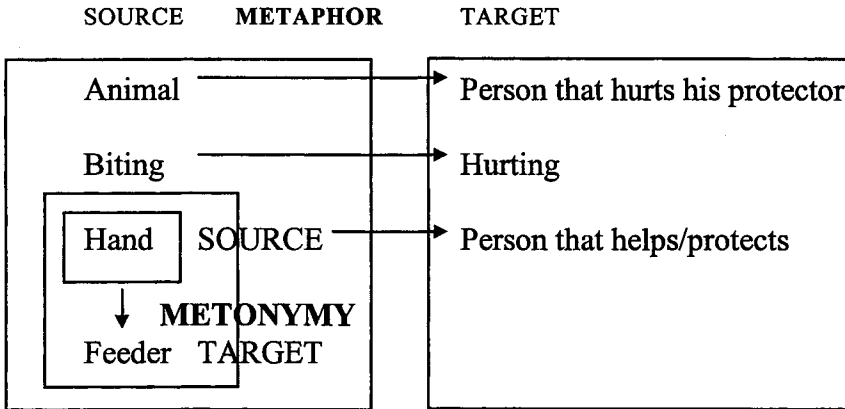 SOURCE METAPHOR TARGET
Animal Person that hurts his protector
Biting Hurting
Hand SOURCE Person that helps/protects
METONYMY
Feeder TARGET